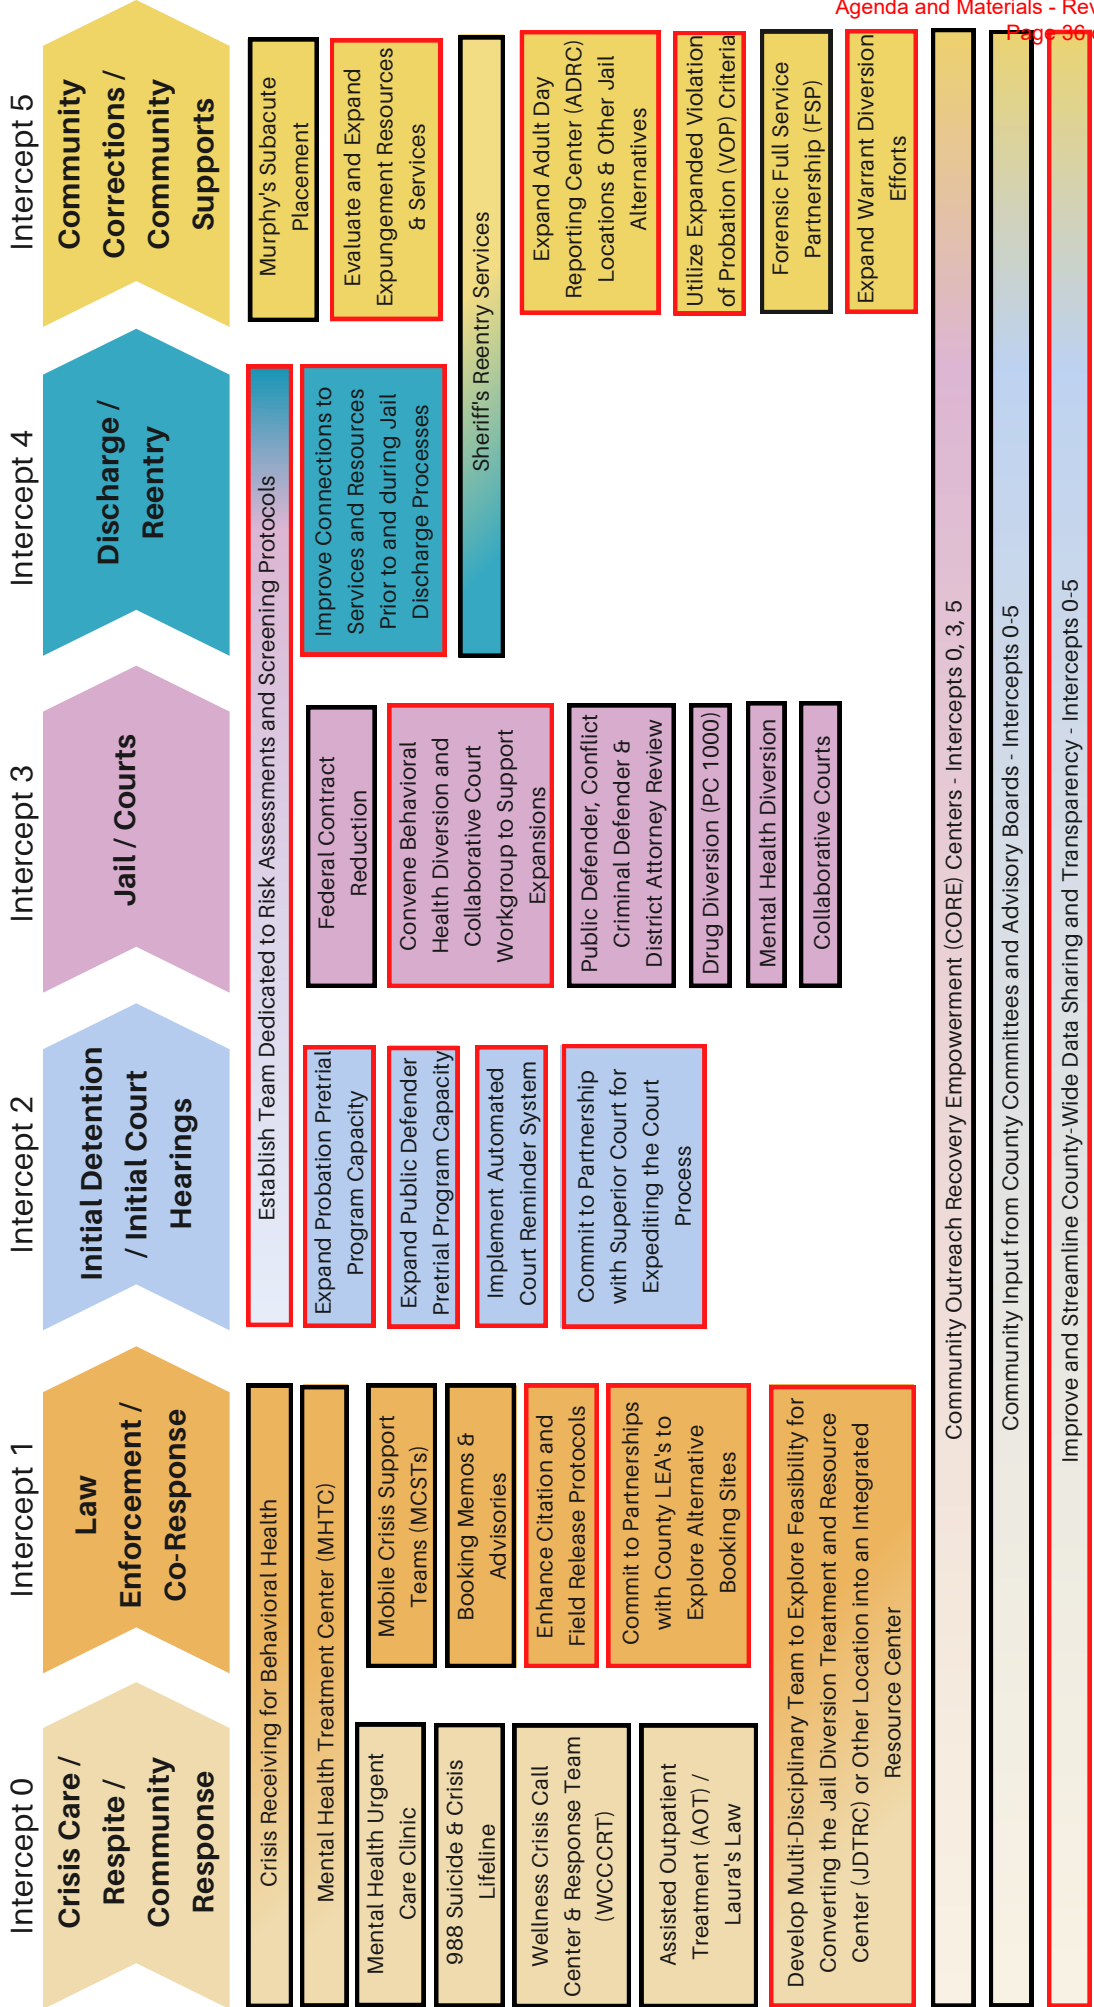 Agenda and Materials - Rev
Page 36
Intercept 0
Crisis Care /
Respite /
Community
Response
Intercept 1
Law
Enforcement /
Co-Response
Intercept 2
Initial Detention
/ Initial Court
Hearings
Intercept 3
Jail / Courts
Intercept 4
Discharge /
Reentry
Intercept 5
Community
Corrections /
Community
Supports
Crisis Receiving for Behavioral Health
Mental Health Treatment Center (MHTC)
Mental Health Urgent
Care Clinic
988 Suicide & Crisis
Lifeline
Wellness Crisis Call
Center & Response Team
(WCCCRT)
Assisted Outpatient
Treatment (AOT) /
Laura's Law
Mobile Crisis Support
Teams (MCSTs)
Booking Memos &
Advisories
Enhance Citation and
Field Release Protocols
Commit to Partnerships
with County LEA's to
Explore Alternative
Booking Sites
Develop Multi-Disciplinary Team to Explore Feasibility for
Converting the Jail Diversion Treatment and Resource
Center (JDTRC) or Other Location into an Integrated
Resource Center
Establish Team Dedicated to Risk Assessments and Screening Protocols
Expand Probation Pretrial
Program Capacity
Expand Public Defender
Pretrial Program Capacity
Implement Automated
Court Reminder System
Commit to Partnership
with Superior Court for
Expediting the Court
Process
Federal Contract
Reduction
Convene Behavioral
Health Diversion and
Collaborative Court
Workgroup to Support
Expansions
Public Defender, Conflict
Criminal Defender &
District Attorney Review
Drug Diversion (PC 1000)
Mental Health Diversion
Collaborative Courts
Improve Connections to
Services and Resources
Prior to and during Jail
Discharge Processes
Sheriff's Reentry Services
Murphy's Subacute
Placement
Evaluate and Expand
Expungement Resources
& Services
Expand Adult Day
Reporting Center (ADRC)
Locations & Other Jail
Alternatives
Utilize Expanded Violation
of Probation (VOP) Criteria
Forensic Full Service
Partnership (FSP)
Expand Warrant Diversion
Efforts
Community Outreach Recovery Empowerment (CORE) Centers - Intercepts 0, 3, 5
Community Input from County Committees and Advisory Boards - Intercepts 0-5
Improve and Streamline County-Wide Data Sharing and Transparency - Intercepts 0-5